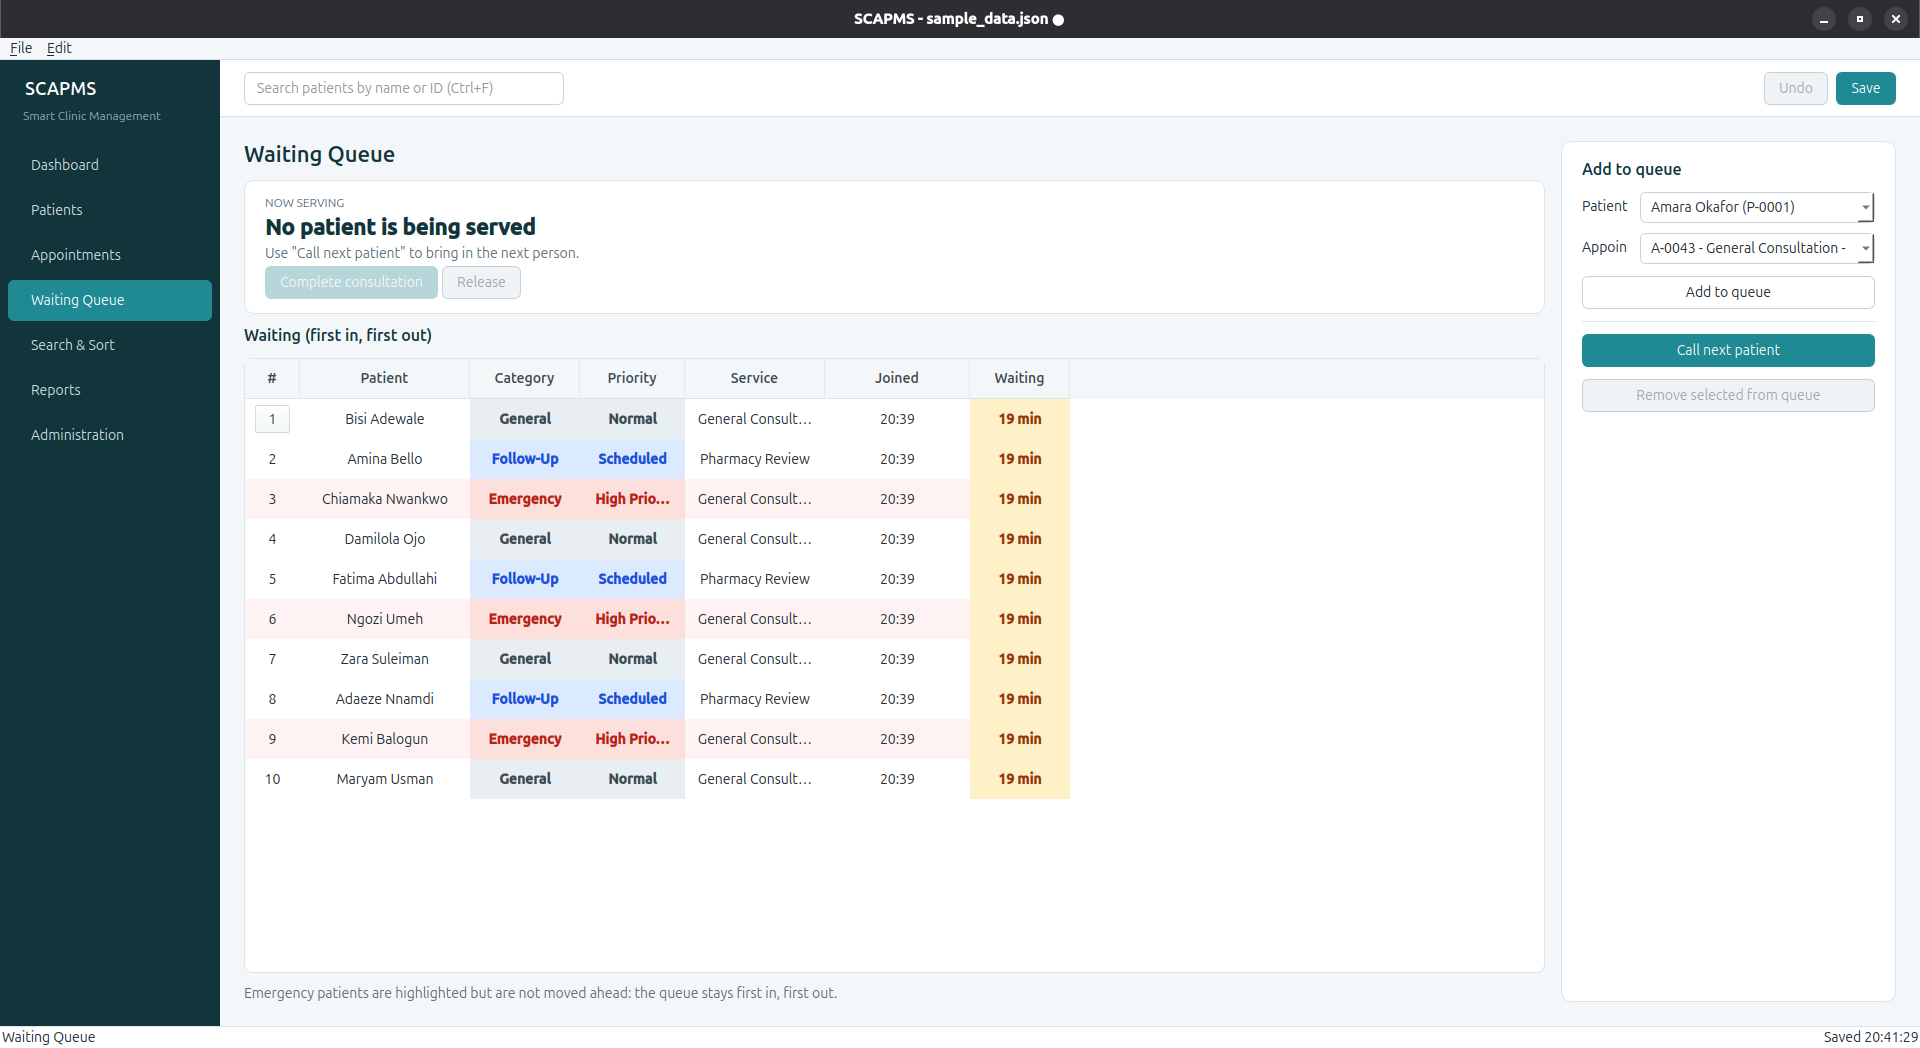 SCAPMS - sample_data.json ●
File Edit
SCAPMS
Smart Clinic Management
Dashboard
Patients
Appointments
Waiting Queue
Search & Sort
Reports
Administration
Search patients by name or ID (Ctrl+F)
Undo Save
Waiting Queue
NOW SERVING
No patient is being served
Use "Call next patient" to bring in the next person.
Complete consultation Release
Waiting (first in, first out)
# Patient Category Priority Service Joined Waiting
1 Bisi Adewale General Normal General Consult... 20:39 19 min
2 Amina Bello Follow-Up Scheduled Pharmacy Review 20:39 19 min
3 Chiamaka Nwankwo Emergency High Prio... General Consult... 20:39 19 min
4 Damilola Ojo General Normal General Consult... 20:39 19 min
5 Fatima Abdullahi Follow-Up Scheduled Pharmacy Review 20:39 19 min
6 Ngozi Umeh Emergency High Prio... General Consult... 20:39 19 min
7 Zara Suleiman General Normal General Consult... 20:39 19 min
8 Adaeze Nnamdi Follow-Up Scheduled Pharmacy Review 20:39 19 min
9 Kemi Balogun Emergency High Prio... General Consult... 20:39 19 min
10 Maryam Usman General Normal General Consult... 20:39 19 min
Emergency patients are highlighted but are not moved ahead: the queue stays first in, first out.
Add to queue
Patient Amara Okafor (P-0001)
Appoin A-0043 - General Consultation -
Add to queue
Call next patient
Remove selected from queue
Waiting Queue
Saved 20:41:29